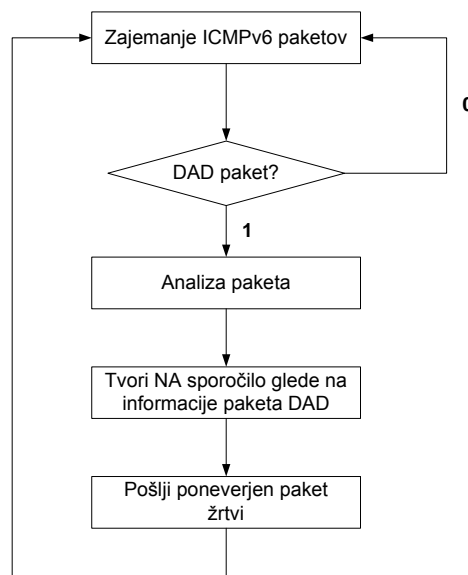 Zajemanje ICMPv6 paketov
0
DAD paket?
1
Analiza paketa
Tvori NA sporočilo glede na
informacije paketa DAD
Pošlji poneverjen paket
žrtvi